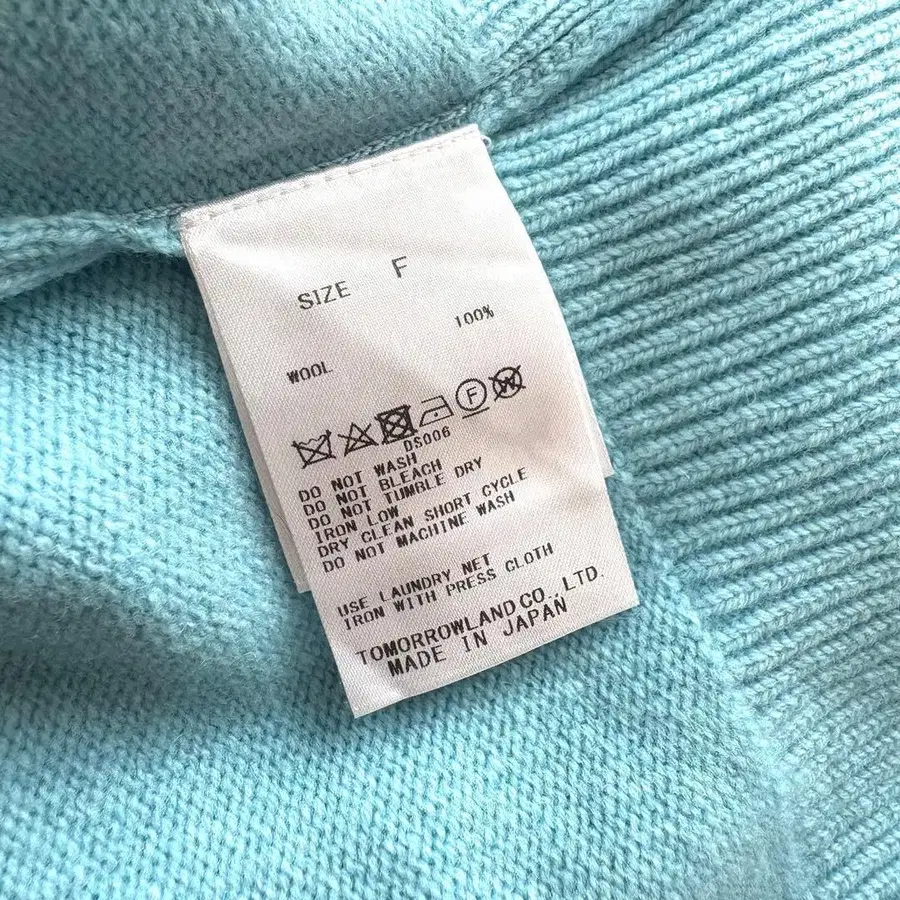 SIZE F
100%
WOOL
F W
DS006
DO NOT WASH
DO NOT BLEACH
DO NOT TUMBLE DRY
IRON LOW
DRY CLEAN SHORT CYCLE
DO NOT MACHINE WASH
USE LAUNDRY NET
IRON WITH PRESS CLOTH
TOMORROWLAND CO., LTD.
MADE IN JAPAN